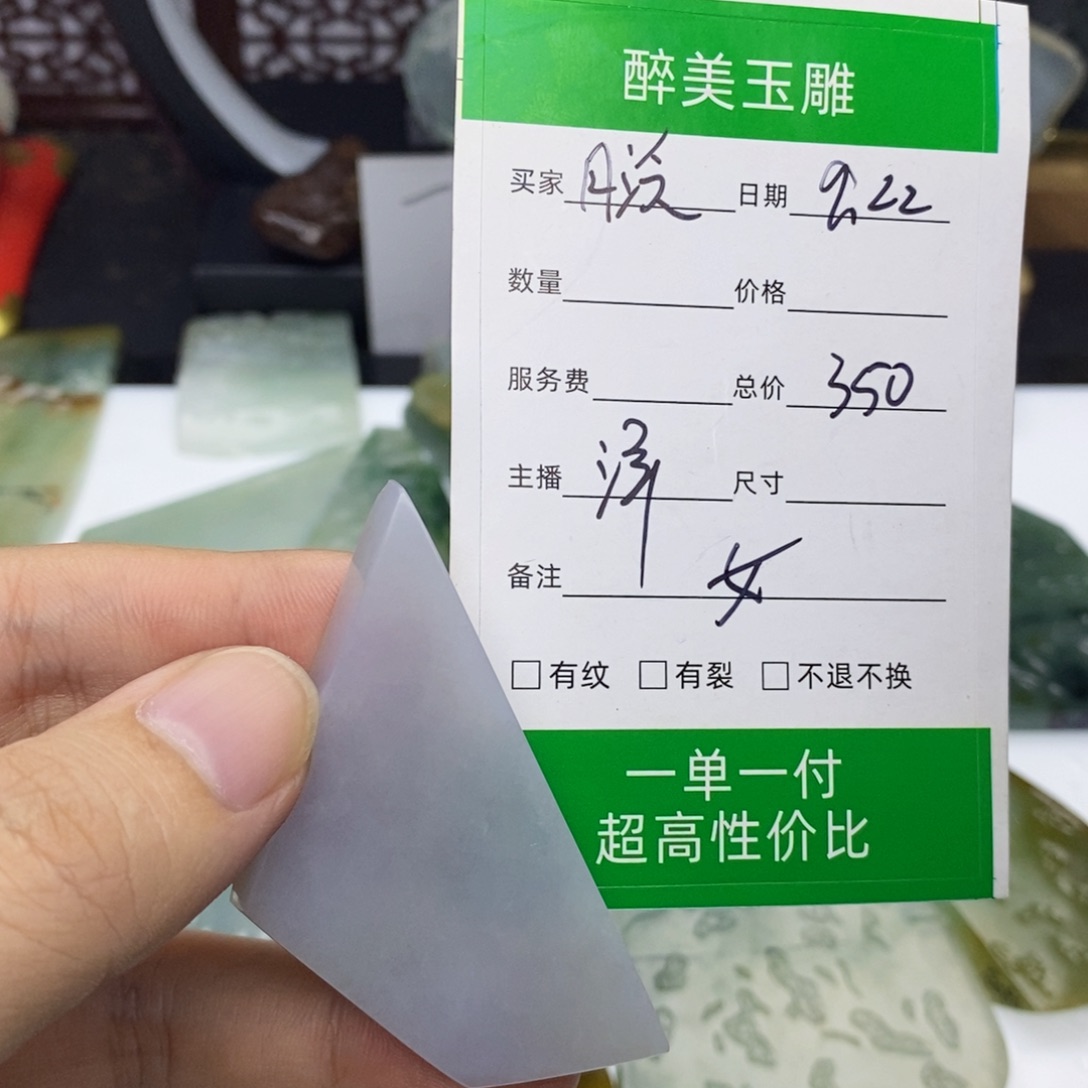 醉美玉雕
买家 日期 9.22
数量 价格
服务费 总价 350
主播 泽 尺寸
备注 女
有纹 有裂 不退不换
一单一付
超高性价比